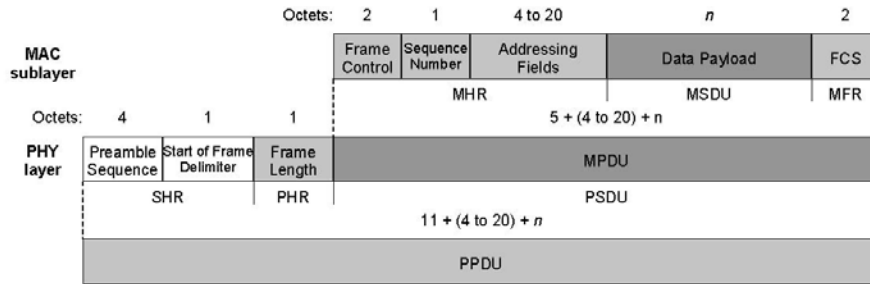 Octets: 2 1 4 to 20 n 2
MAC sublayer
Frame Control
Sequence Number
Addressing Fields
Data Payload
FCS
MHR MSDU MFR
Octets: 4 1 1 5 + (4 to 20) + n
PHY layer
Preamble Sequence
Start of Frame Delimiter
Frame Length
MPDU
SHR PHR PSDU
11 + (4 to 20) + n
PPDU